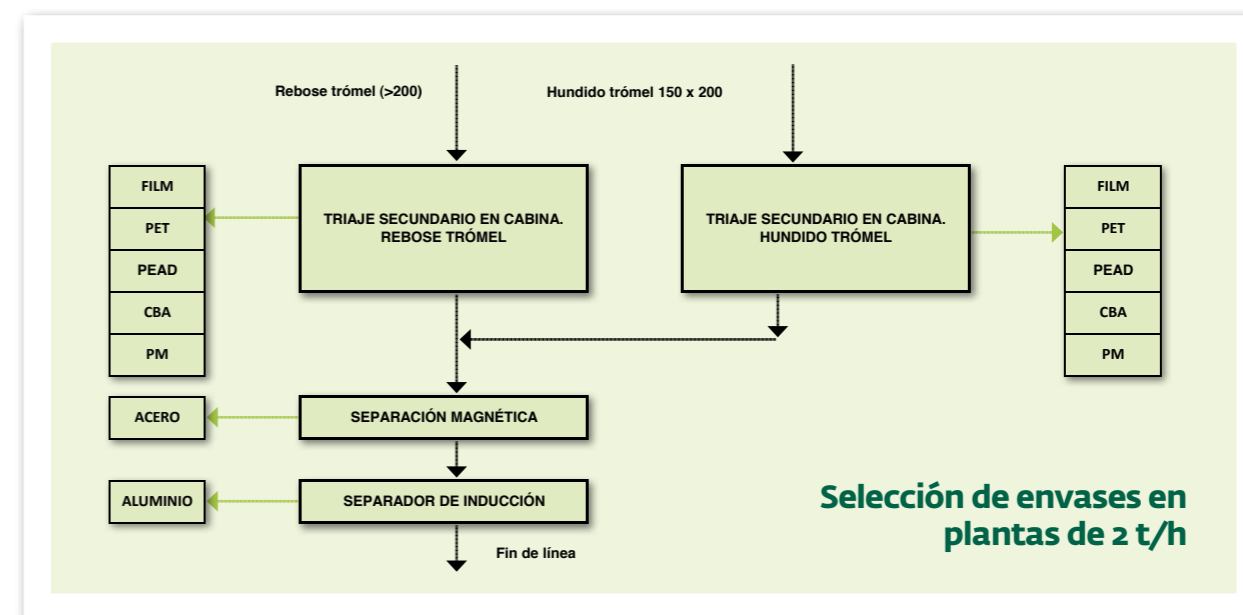 Rebose trómel (>200)
Hundido trómel 150 x 200
FILM
PET
PEAD
CBA
PM
TRIAJE SECUNDARIO EN CABINA.
REBOSE TRÓMEL
TRIAJE SECUNDARIO EN CABINA.
HUNDIDO TRÓMEL
FILM
PET
PEAD
CBA
PM
ACERO
SEPARACIÓN MAGNÉTICA
ALUMINIO
SEPARADOR DE INDUCCIÓN
Fin de línea
Selección de envases en
plantas de 2 t/h